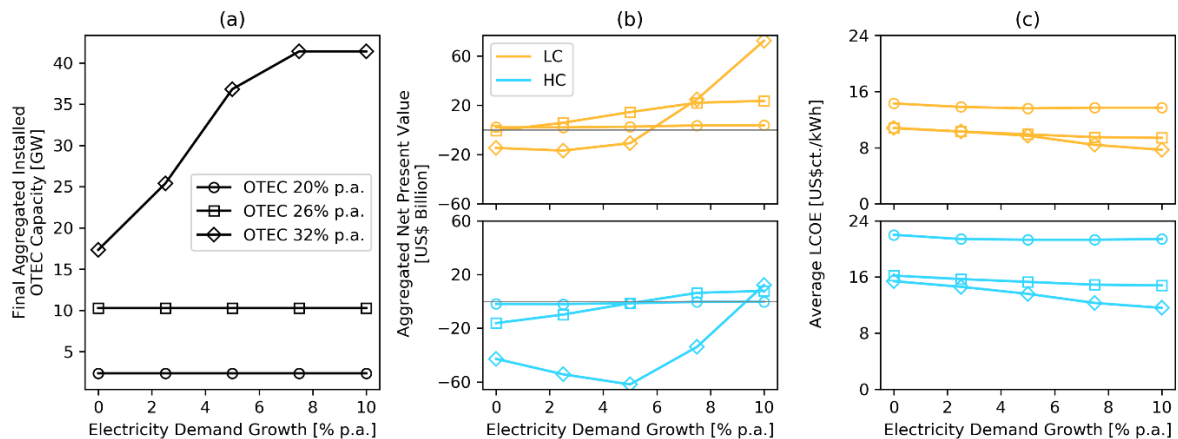 (a)
Final Aggregated Installed
OTEC Capacity [GW]
40
35
30
25
20
15
10
5
OTEC 20% p.a.
OTEC 26% p.a.
OTEC 32% p.a.
0
2
4
6
8
10
Electricity Demand Growth [% p.a.]
(b)
Aggregated Net Present Value
[US$ Billion]
60
20
−20
−60
LC
HC
60
20
−20
−60
0
2
4
6
8
10
Electricity Demand Growth [% p.a.]
(c)
Average LCOE [US$ct./kWh]
24
16
8
0
24
16
8
0
0
2
4
6
8
10
Electricity Demand Growth [% p.a.]